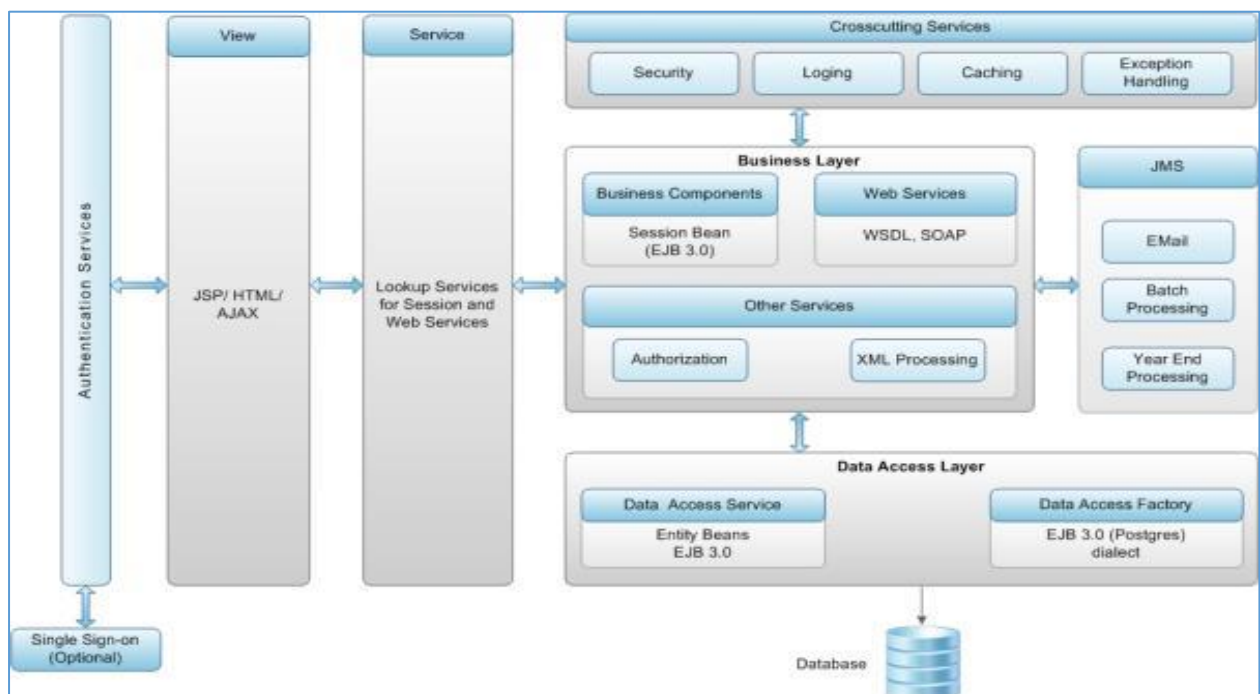 Authentication Services
Single Sign-on
(Optional)
View
JSP/ HTML/
AJAX
Service
Lookup Services
for Session and
Web Services
Crosscutting Services
Security
Loging
Caching
Exception
Handling
Business Layer
Business Components
Session Bean
(EJB 3.0)
Web Services
WSDL, SOAP
Other Services
Authorization
XML Processing
JMS
EMail
Batch
Processing
Year End
Processing
Data Access Layer
Data Access Service
Entity Beans
EJB 3.0
Data Access Factory
EJB 3.0 (Postgres)
dialect
Database